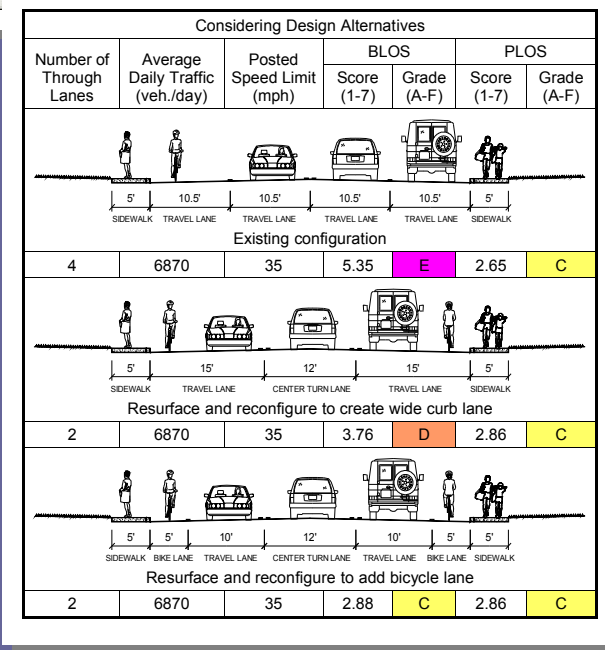 Considering Design Alternatives
Number of Through Lanes
Average Daily Traffic (veh./day)
Posted Speed Limit (mph)
BLOS
PLOS
Score (1-7)
Grade (A-F)
Score (1-7)
Grade (A-F)
5' 10.5' 10.5' 10.5' 10.5' 5'
SIDEWALK TRAVEL LANE TRAVEL LANE TRAVEL LANE TRAVEL LANE SIDEWALK
Existing configuration
4 6870 35 5.35 E 2.65 C
5' 15' 12' 15' 5'
SIDEWALK TRAVEL LANE CENTER TURN LANE TRAVEL LANE SIDEWALK
Resurface and reconfigure to create wide curb lane
2 6870 35 3.76 D 2.86 C
5' 5' 10' 12' 10' 5' 5'
SIDEWALK BIKE LANE TRAVEL LANE CENTER TURN LANE TRAVEL LANE BIKE LANE SIDEWALK
Resurface and reconfigure to add bicycle lane
2 6870 35 2.88 C 2.86 C